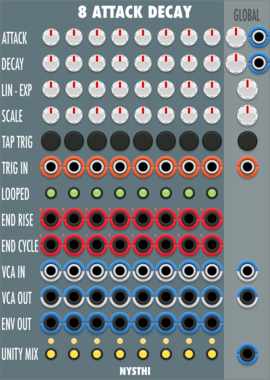 8 ATTACK DECAY
GLOBAL
ATTACK
DECAY
LIN - EXP
SCALE
TAP TRIG
TRIG IN
LOOPED
END RISE
END CYCLE
VCA IN
VCA OUT
ENV OUT
UNITY MIX
NYSTHI